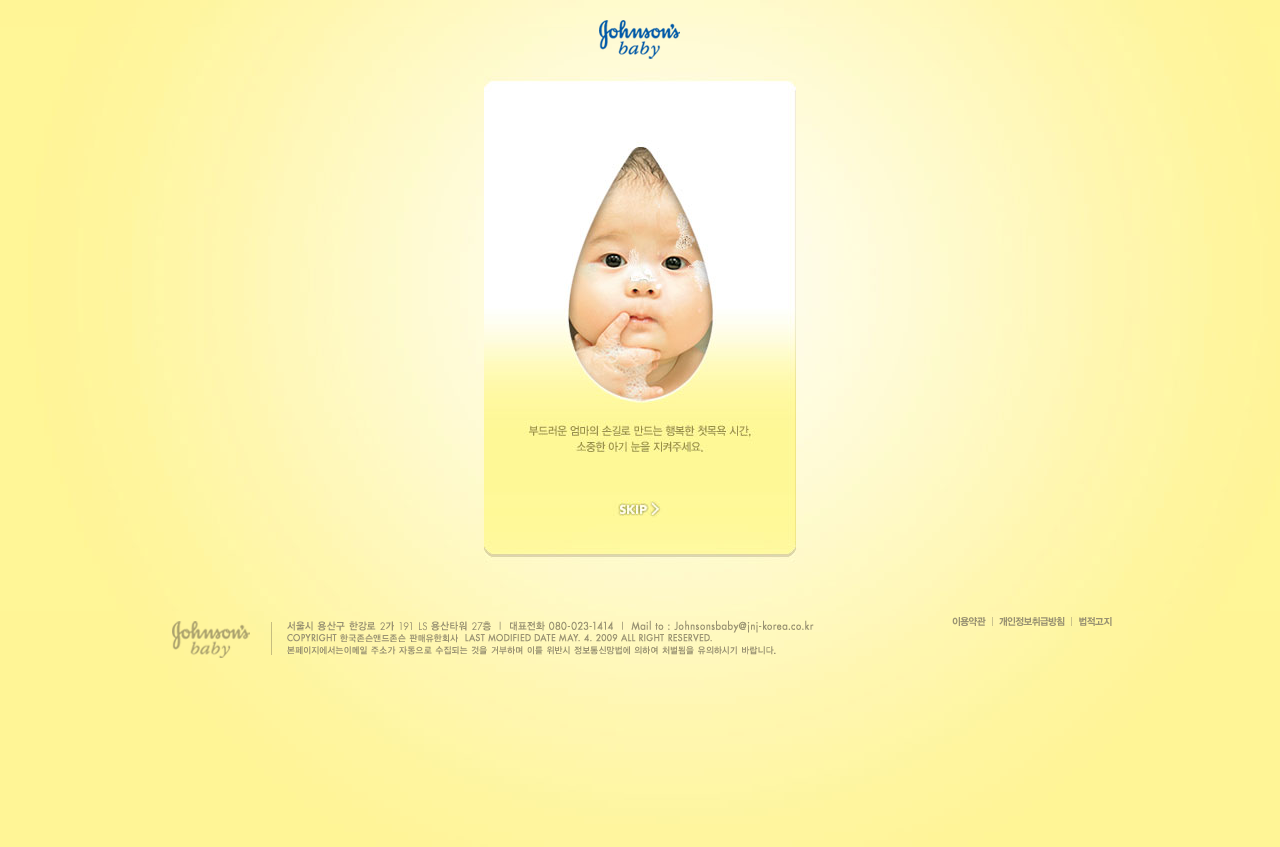 Johnson's
baby
부드러운 엄마의 손길로 만드는 행복한 첫목욕 시간,
소중한 아기 눈을 지켜주세요.
SKIP >
Johnson's
baby
서울시 용산구 한강로 2가 191 LS 용산타워 27층 | 대표전화 080-023-1414 | Mail to : Johnsonsbaby@jnj-korea.co.kr
COPYRIGHT 한국존슨앤드존슨 판매유한회사 LAST MODIFIED DATE MAY. 4. 2009 ALL RIGHT RESERVED.
본페이지에서는이메일 주소가 자동으로 수집되는 것을 거부하며 이를 위반시 정보통신망법에 의하여 처벌됨을 유의하시기 바랍니다.
이용약관 | 개인정보취급방침 | 법적고지